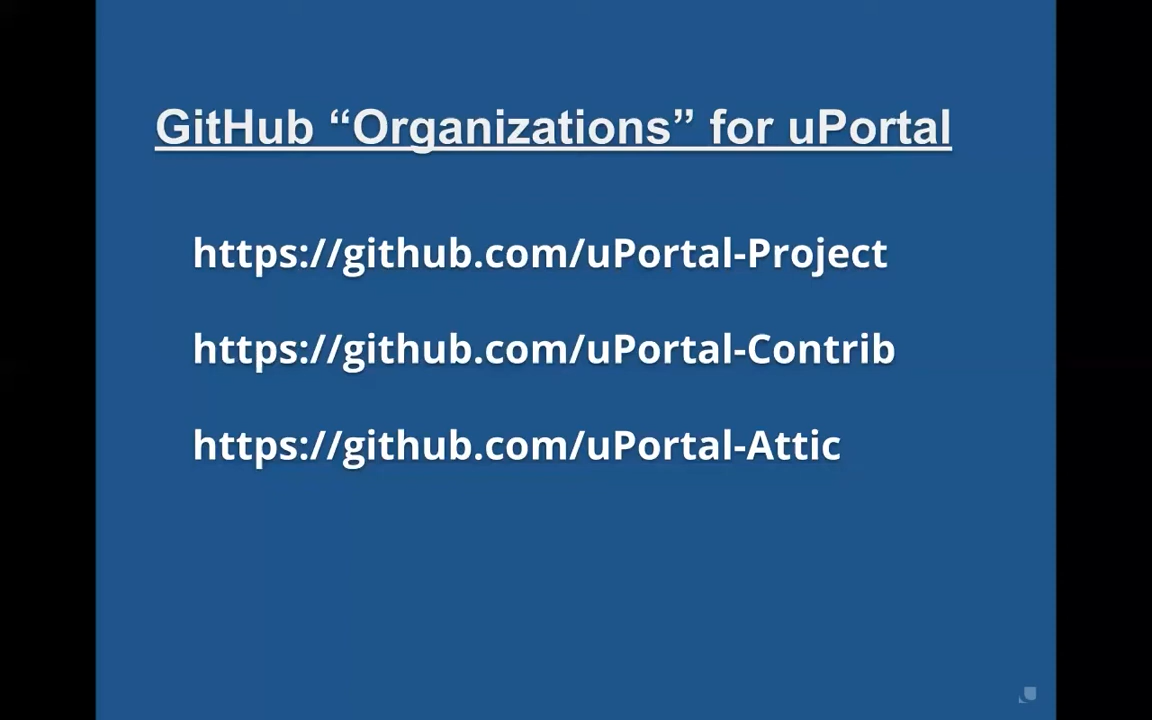 GitHub “Organizations” for uPortal
https://github.com/uPortal-Project
https://github.com/uPortal-Contrib
https://github.com/uPortal-Attic